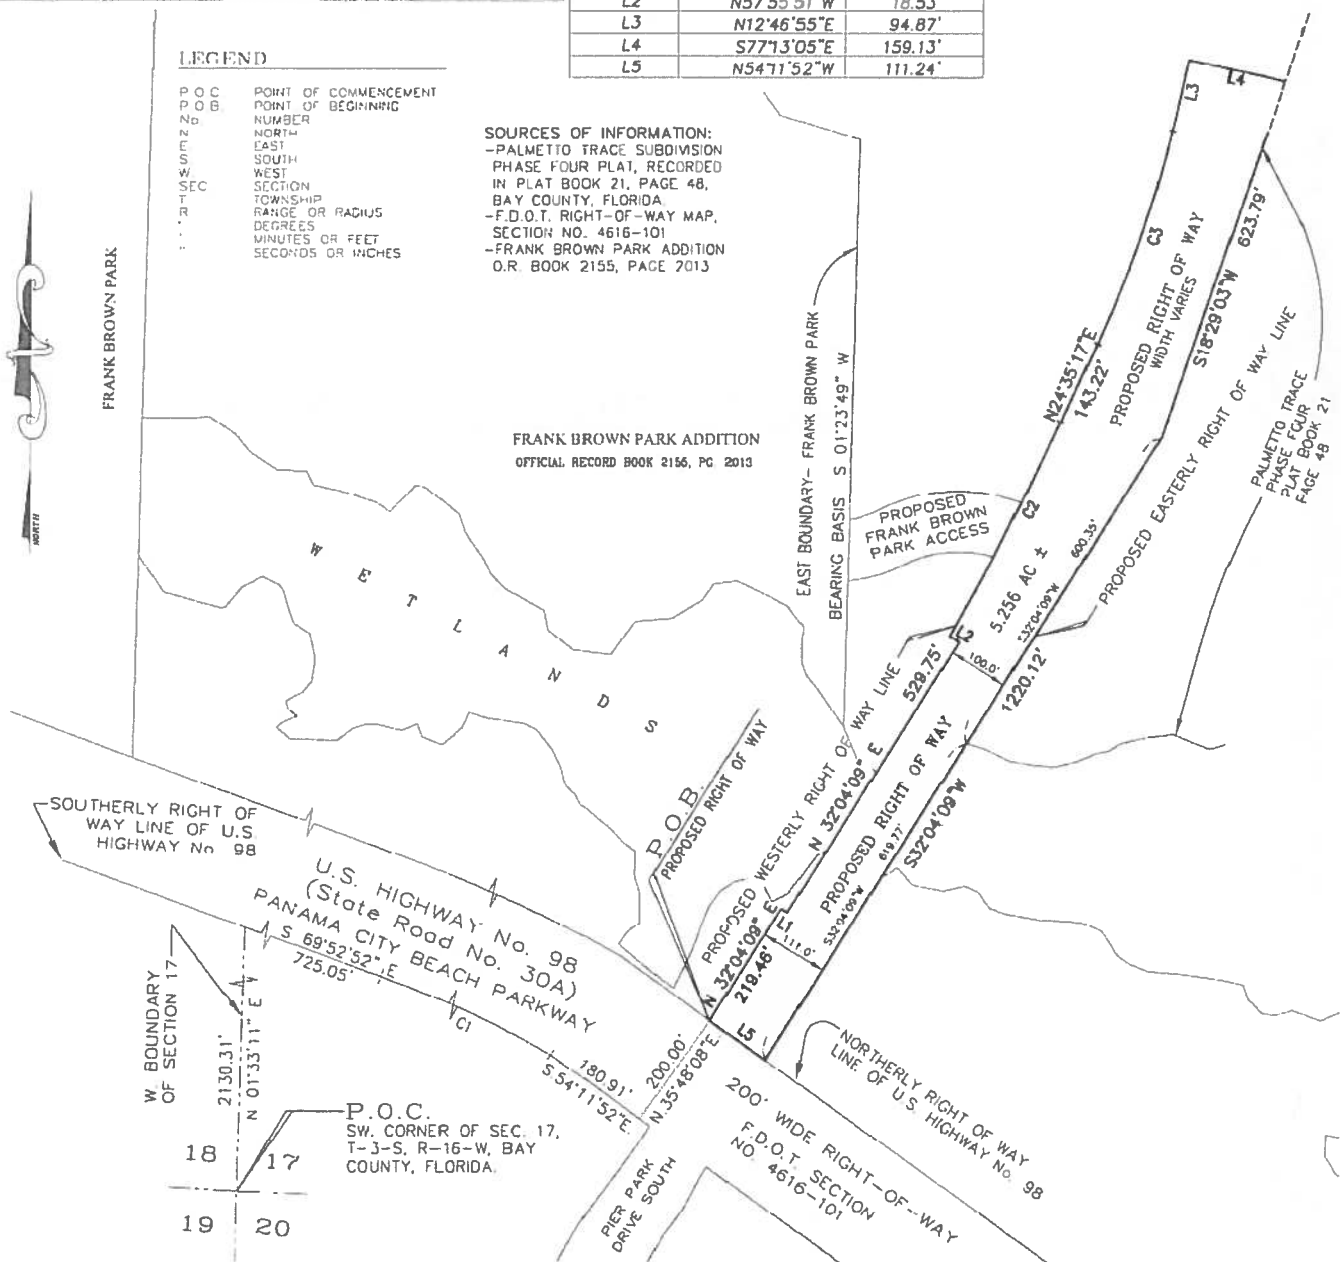 L2 N57°55'51"W 18.53'
L3 N12°46'55"E 94.87'
L4 S77°13'05"E 159.13'
L5 N54°11'52"W 111.24'
LEGEND
P.O.C. POINT OF COMMENCEMENT
P.O.B. POINT OF BEGINNING
No. NUMBER
N NORTH
E EAST
S SOUTH
W WEST
SEC SECTION
T TOWNSHIP
R RANGE OR RADIUS
° DEGREES
' MINUTES OR FEET
" SECONDS OR INCHES
SOURCES OF INFORMATION:
-PALMETTO TRACE SUBDIVISION
PHASE FOUR PLAT, RECORDED
IN PLAT BOOK 21, PAGE 48,
BAY COUNTY, FLORIDA.
-F.D.O.T. RIGHT-OF-WAY MAP,
SECTION NO. 4616-101
-FRANK BROWN PARK ADDITION
O.R. BOOK 2155, PAGE 2013
NORTH
FRANK BROWN PARK
FRANK BROWN PARK ADDITION
OFFICIAL RECORD BOOK 2156, PG. 2013
EAST BOUNDARY- FRANK BROWN PARK
BEARING BASIS S 01°23'49" W
WETLANDS
PROPOSED
FRANK BROWN
PARK ACCESS
L4
L3
C3
PROPOSED RIGHT OF WAY
WIDTH VARIES
623.79'
S18°29'03"W
N24°35'17"E
143.22'
PROPOSED EASTERLY RIGHT OF WAY LINE
PALMETTO TRACE
PHASE FOUR
PLAT BOOK 21
PAGE 48
C2
5.256 AC ±
600.35'
S32°04'09"W
L2
100.0'
1220.12'
529.75'
N 32°04'09" E
PROPOSED WESTERLY RIGHT OF WAY LINE
PROPOSED RIGHT OF WAY
619.77'
S32°04'09"W
S32°04'09"W
P.O.B.
PROPOSED RIGHT OF WAY
N 32°04'09" E
219.46'
L1
111.0'
L5
SOUTHERLY RIGHT OF
WAY LINE OF U.S.
HIGHWAY No. 98
U.S. HIGHWAY No. 98
(State Road No. 30A)
PANAMA CITY BEACH PARKWAY
S 69°52'52" E
725.05'
C1
180.91'
S 54°11'52"E
200.00'
N 35°48'08"E
W. BOUNDARY
OF SECTION 17
2130.31'
N 01°33'11" E
P.O.C.
SW. CORNER OF SEC. 17,
T-3-S, R-16-W, BAY
COUNTY, FLORIDA.
18 17
19 20
PIER PARK
DRIVE SOUTH
NORTHERLY RIGHT OF WAY
LINE OF U.S. HIGHWAY No. 98
200' WIDE RIGHT-OF-WAY
F.D.O.T. SECTION
NO. 4616-101